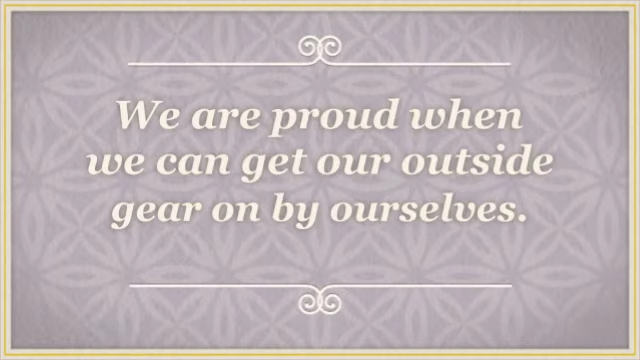 We are proud when
we can get our outside
gear on by ourselves.